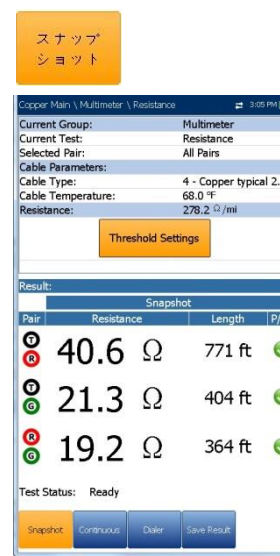 スナップ
ショット
Copper Main \ Multimeter \ Resistance 3:05 PM
Current Group: Multimeter
Current Test: Resistance
Selected Pair: All Pairs
Cable Parameters:
Cable Type: 4 - Copper typical 2.
Cable Temperature: 68.0 ºF
Resistance: 278.2 Ω/mi
Threshold Settings
Result:
Snapshot
Pair Resistance Length P/
T R 40.6 Ω 771 ft
T G 21.3 Ω 404 ft
R G 19.2 Ω 364 ft
Test Status: Ready
Snapshot Continuous Dialer Save Result